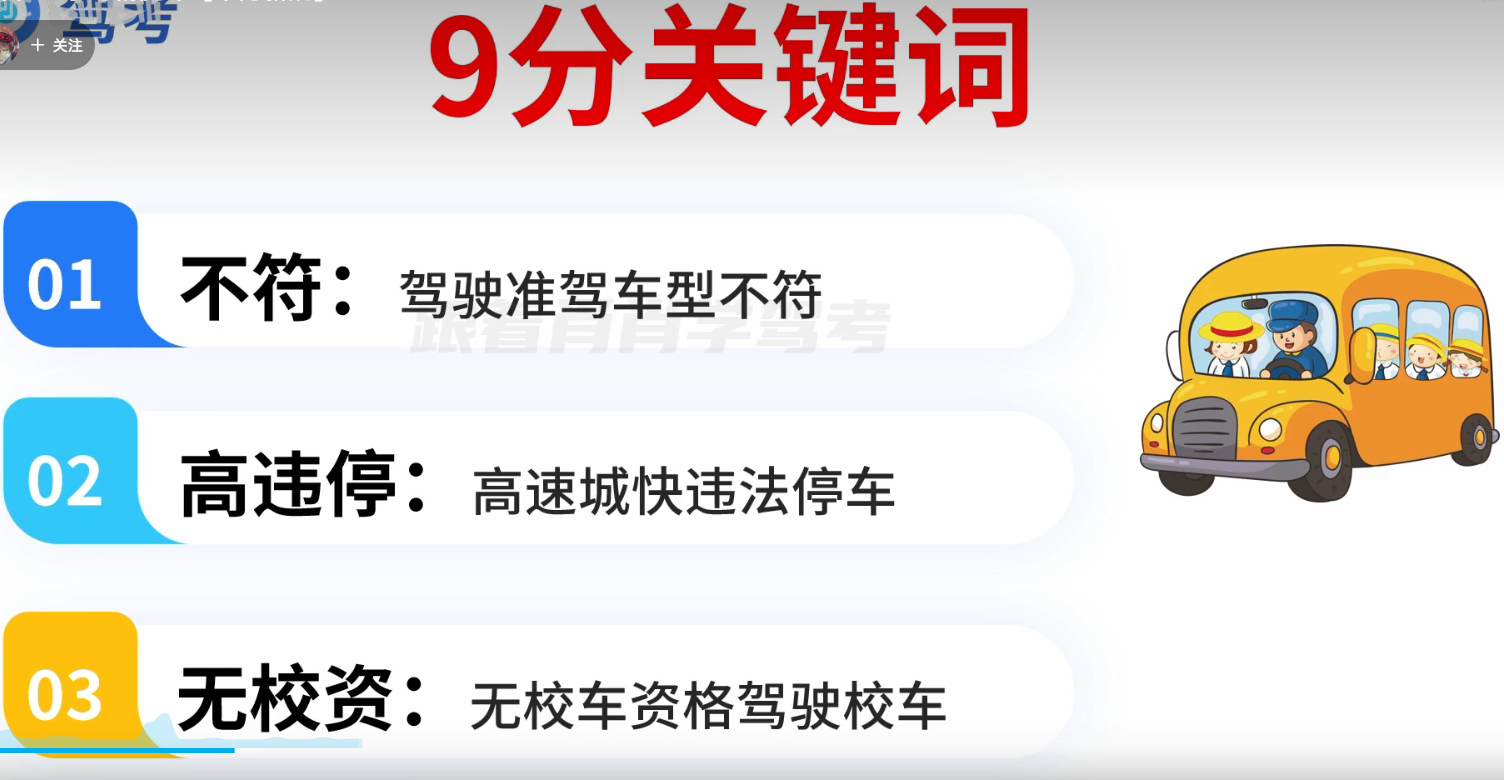 驾考
+ 关注
9分关键词
01 不符：驾驶准驾车型不符
跟着肖肖学驾考
02 高违停：高速城快违法停车
03 无校资：无校车资格驾驶校车